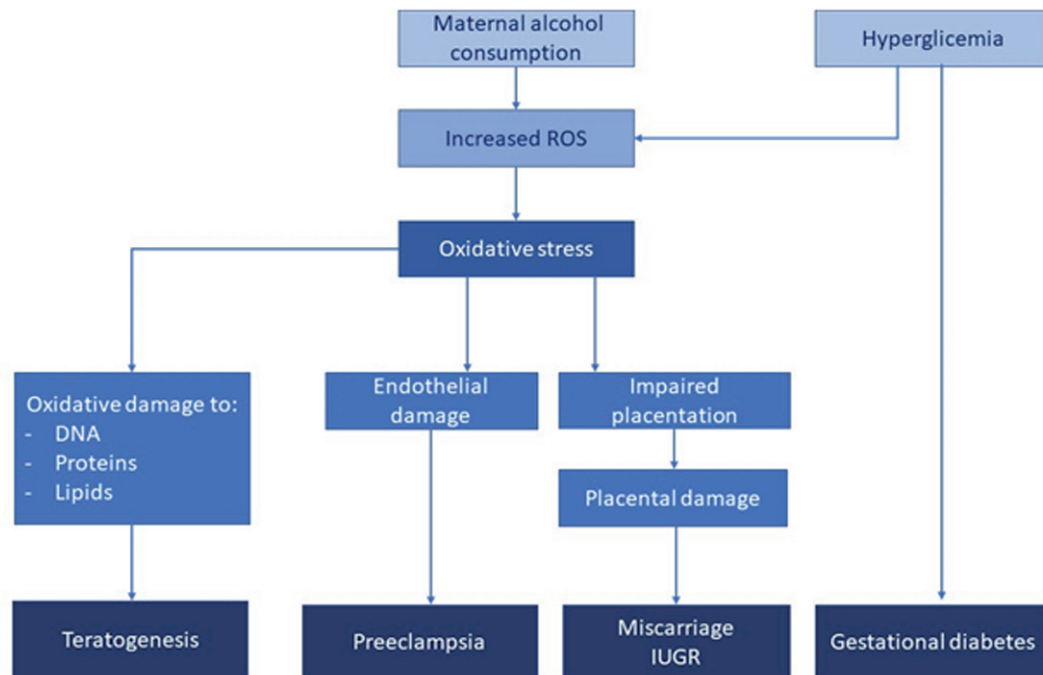 Maternal alcohol
consumption
Hyperglicemia
Increased ROS
Oxidative stress
Oxidative damage to:
- DNA
- Proteins
- Lipids
Endothelial
damage
Impaired
placentation
Placental damage
Teratogenesis
Preeclampsia
Miscarriage
IUGR
Gestational diabetes